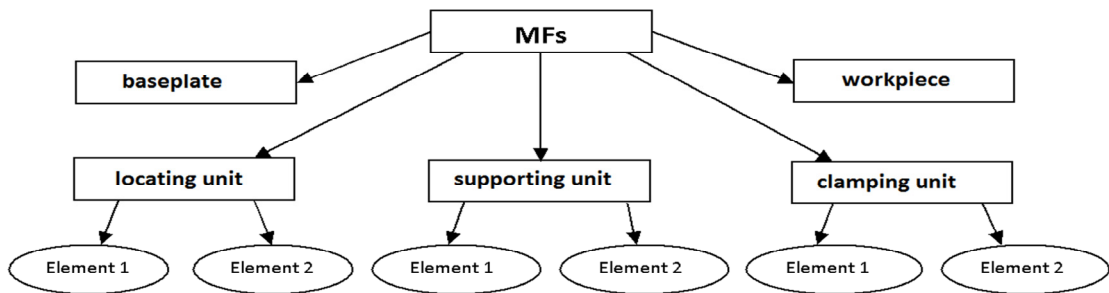 MFs
baseplate
workpiece
locating unit
supporting unit
clamping unit
Element 1
Element 2
Element 1
Element 2
Element 1
Element 2